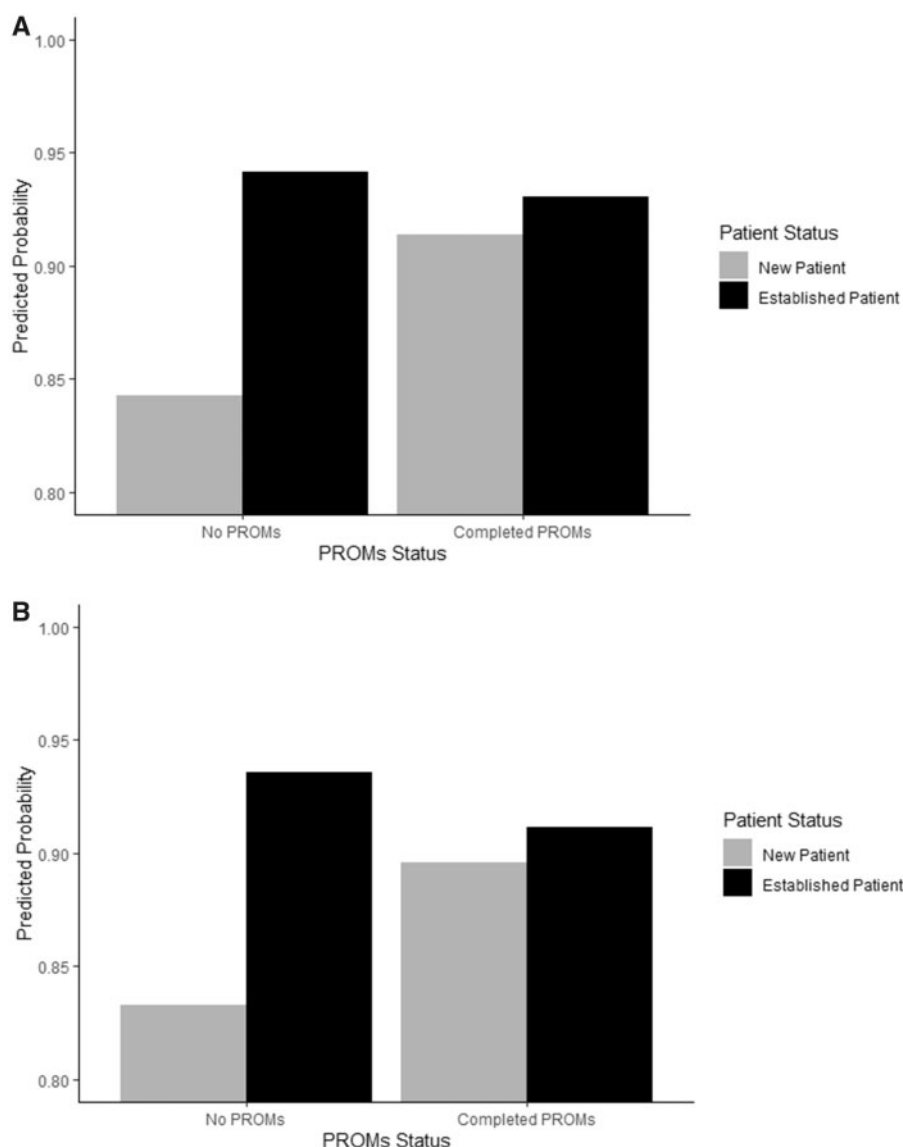 A
1.00
0.95
0.90
0.85
0.80
Predicted Probability
No PROMs
Completed PROMs
PROMs Status
Patient Status
New Patient
Established Patient
B
1.00
0.95
0.90
0.85
0.80
Predicted Probability
No PROMs
Completed PROMs
PROMs Status
Patient Status
New Patient
Established Patient